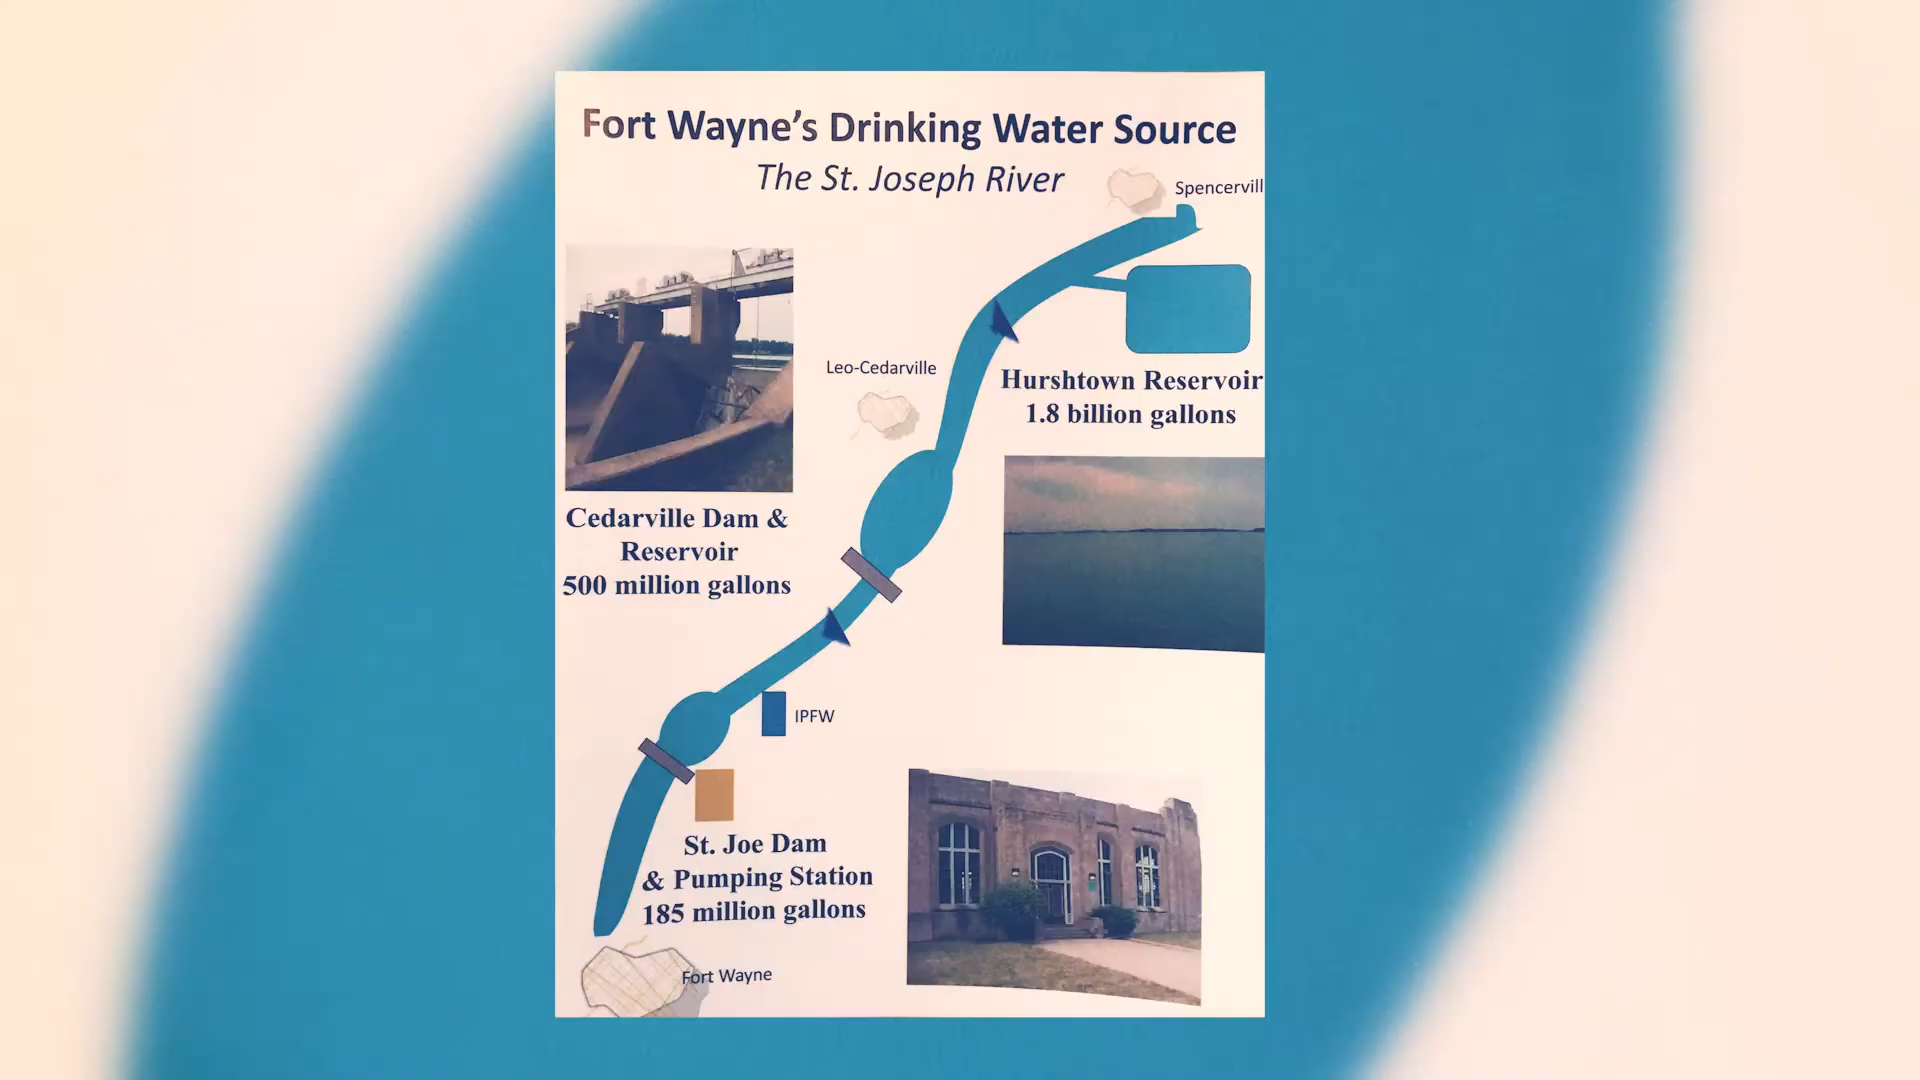 Fort Wayne's Drinking Water Source
The St. Joseph River
Spencervill
Leo-Cedarville
Hurshtown Reservoir
1.8 billion gallons
Cedarville Dam &
Reservoir
500 million gallons
IPFW
St. Joe Dam
& Pumping Station
185 million gallons
Fort Wayne